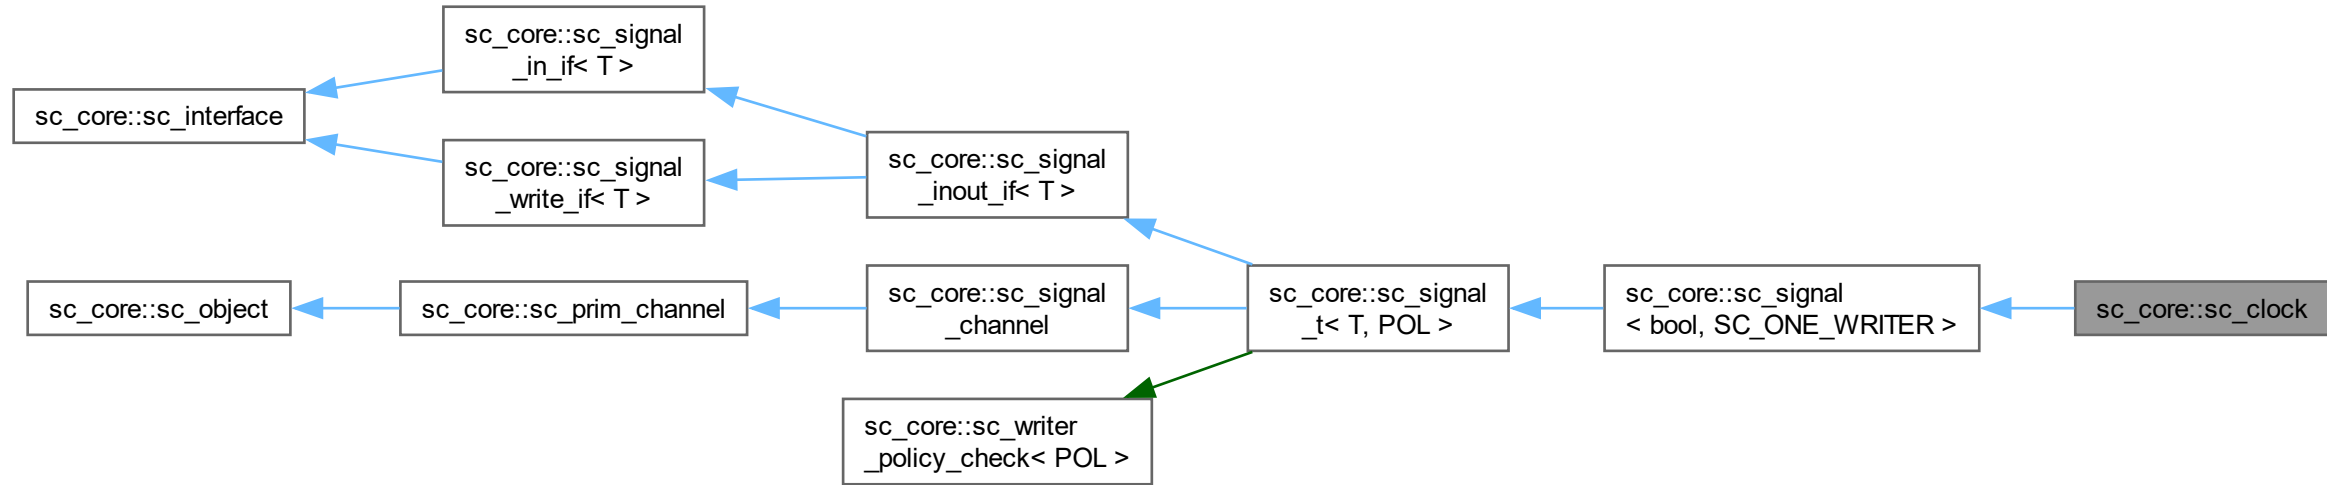 sc_core::sc_signal
_in_if< T >
sc_core::sc_interface
sc_core::sc_signal
_write_if< T >
sc_core::sc_signal
_inout_if< T >
sc_core::sc_object
sc_core::sc_prim_channel
sc_core::sc_signal
_channel
sc_core::sc_signal
_t< T, POL >
sc_core::sc_signal
< bool, SC_ONE_WRITER >
sc_core::sc_clock
sc_core::sc_writer
_policy_check< POL >